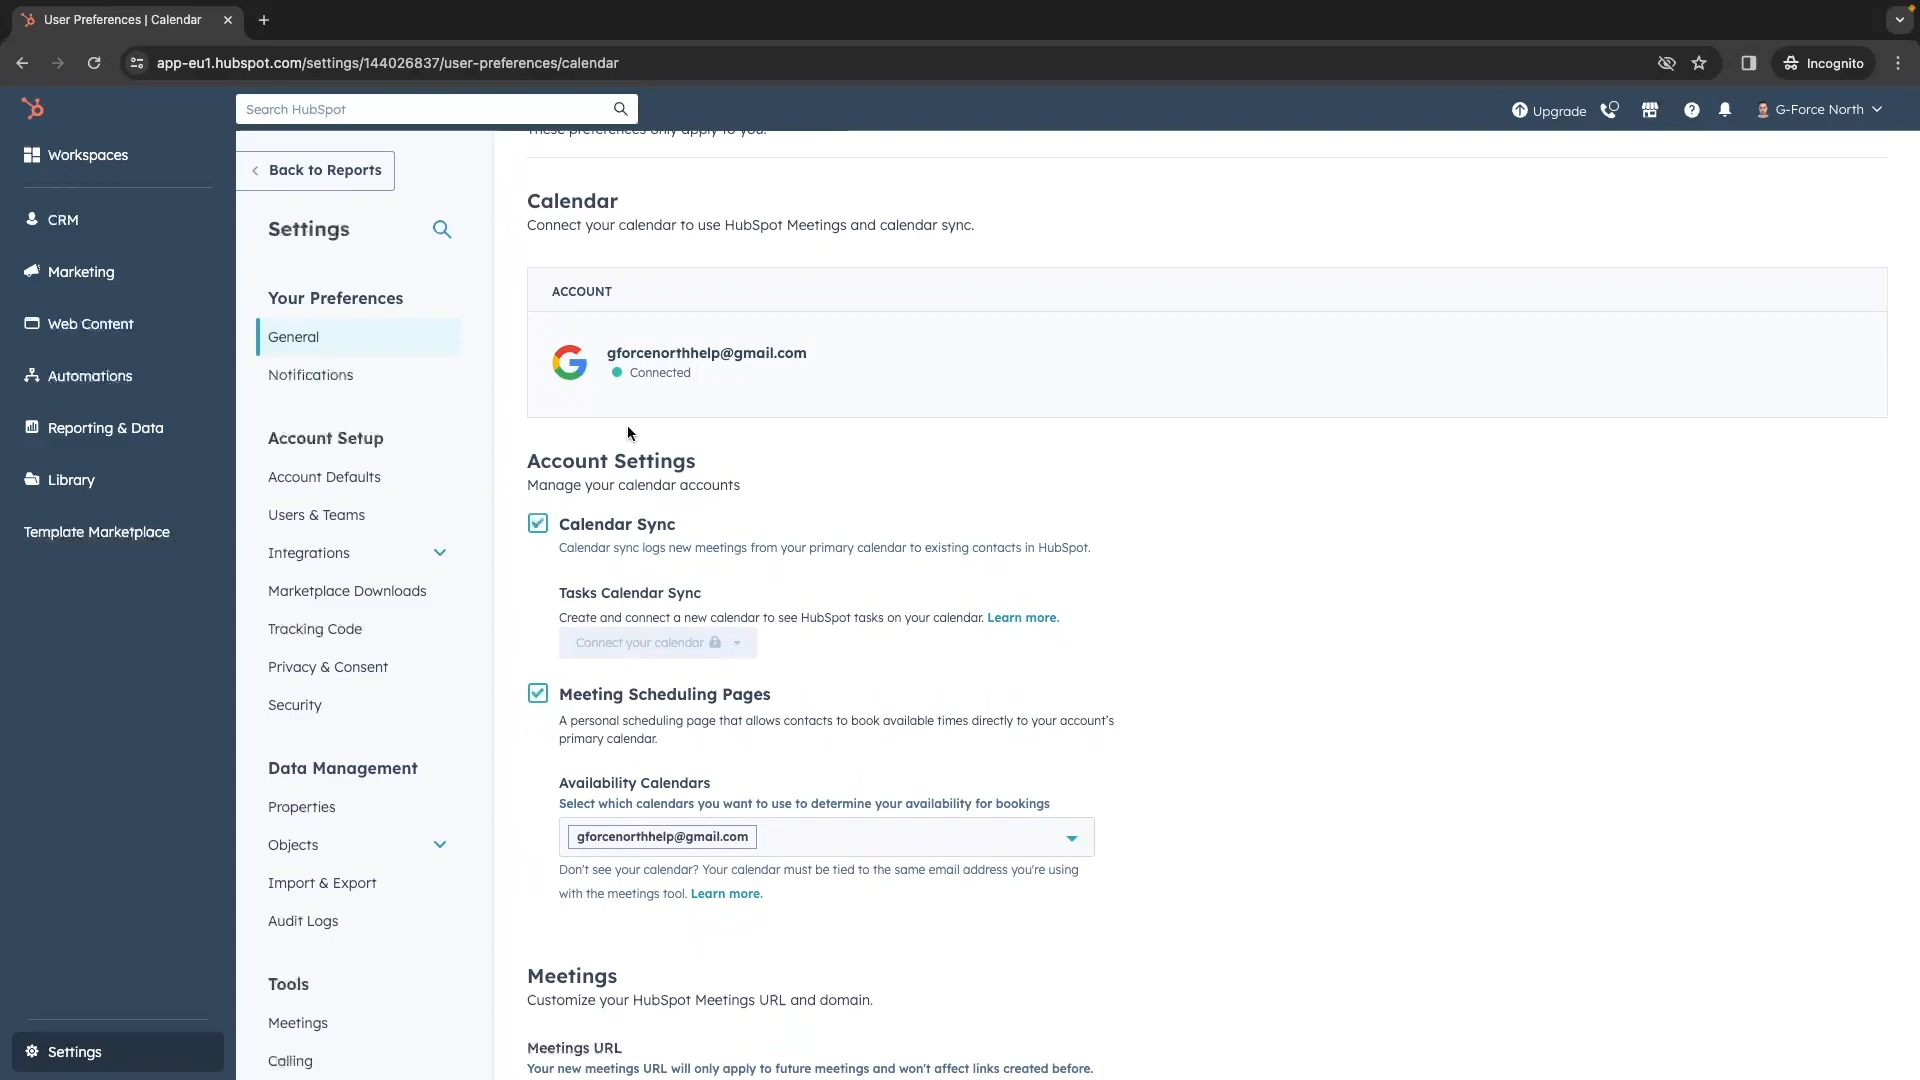 User Preferences | Calendar
app-eu1.hubspot.com/settings/144026837/user-preferences/calendar
Incognito
Search HubSpot
Upgrade
G-Force North
Workspaces
CRM
Marketing
Web Content
Automations
Reporting & Data
Library
Template Marketplace
Settings
Back to Reports
Settings
Your Preferences
General
Notifications
Account Setup
Account Defaults
Users & Teams
Integrations
Marketplace Downloads
Tracking Code
Privacy & Consent
Security
Data Management
Properties
Objects
Import & Export
Audit Logs
Tools
Meetings
Calling
These preferences only apply to you.
Calendar
Connect your calendar to use HubSpot Meetings and calendar sync.
ACCOUNT
gforcenorthhelp@gmail.com
Connected
Account Settings
Manage your calendar accounts
Calendar Sync
Calendar sync logs new meetings from your primary calendar to existing contacts in HubSpot.
Tasks Calendar Sync
Create and connect a new calendar to see HubSpot tasks on your calendar. Learn more.
Connect your calendar
Meeting Scheduling Pages
A personal scheduling page that allows contacts to book available times directly to your account's
primary calendar.
Availability Calendars
Select which calendars you want to use to determine your availability for bookings
gforcenorthhelp@gmail.com
Don't see your calendar? Your calendar must be tied to the same email address you're using
with the meetings tool. Learn more.
Meetings
Customize your HubSpot Meetings URL and domain.
Meetings URL
Your new meetings URL will only apply to future meetings and won't affect links created before.